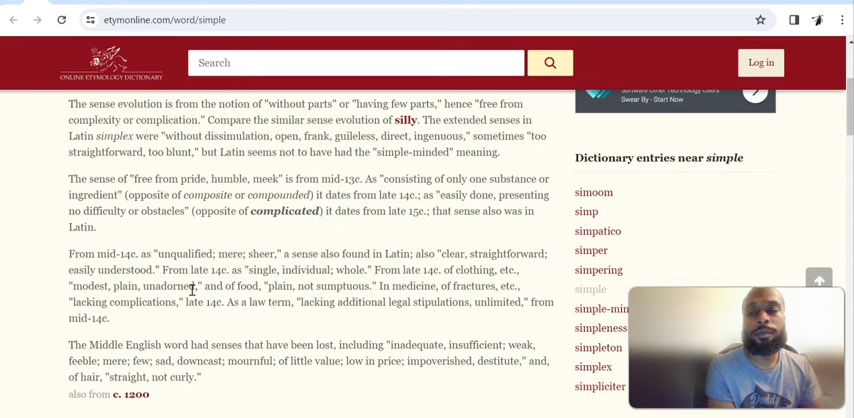 etymonline.com/word/simple
ONLINE ETYMOLOGY DICTIONARY
Search
Log in
The sense evolution is from the notion of "without parts" or "having few parts," hence "free from
complexity or complication." Compare the similar sense evolution of silly. The extended senses in
Latin simplex were "without dissimulation, open, frank, guileless, direct, ingenuous," sometimes "too
straightforward, too blunt," but Latin seems not to have had the "simple-minded" meaning.
The sense of "free from pride, humble, meek" is from mid-13c. As "consisting of only one substance or
ingredient" (opposite of composite or compounded) it dates from late 14c.; as "easily done, presenting
no difficulty or obstacles" (opposite of complicated) it dates from late 15c.; that sense also was in
Latin.
From mid-14c. as "unqualified; mere; sheer," a sense also found in Latin; also "clear, straightforward;
easily understood." From late 14c. as "single, individual; whole." From late 14c. of clothing, etc.,
"modest, plain, unadorned," and of food, "plain, not sumptuous." In medicine, of fractures, etc.,
"lacking complications," late 14c. As a law term, "lacking additional legal stipulations, unlimited," from
mid-14c.
The Middle English word had senses that have been lost, including "inadequate, insufficient; weak,
feeble; mere; few; sad, downcast; mournful; of little value; low in price; impoverished, destitute," and,
of hair, "straight, not curly."
also from c. 1200
Software Other Technology Users
Swear By - Start Now
Dictionary entries near simple
simoom
simp
simpatico
simper
simpering
simple
simple-min
simpleness
simpleton
simplex
simpliciter